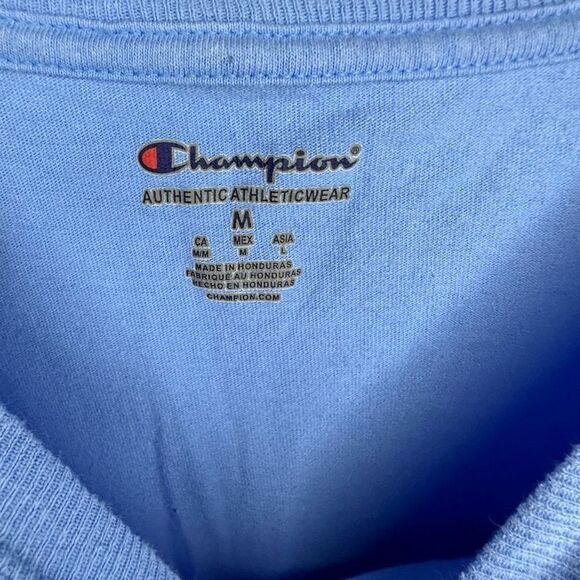 Champion®
AUTHENTIC ATHLETICWEAR
M
CA MEX ASIA
M/M M L
MADE IN HONDURAS
FABRIQUÉ AU HONDURAS
HECHO EN HONDURAS
CHAMPION.COM